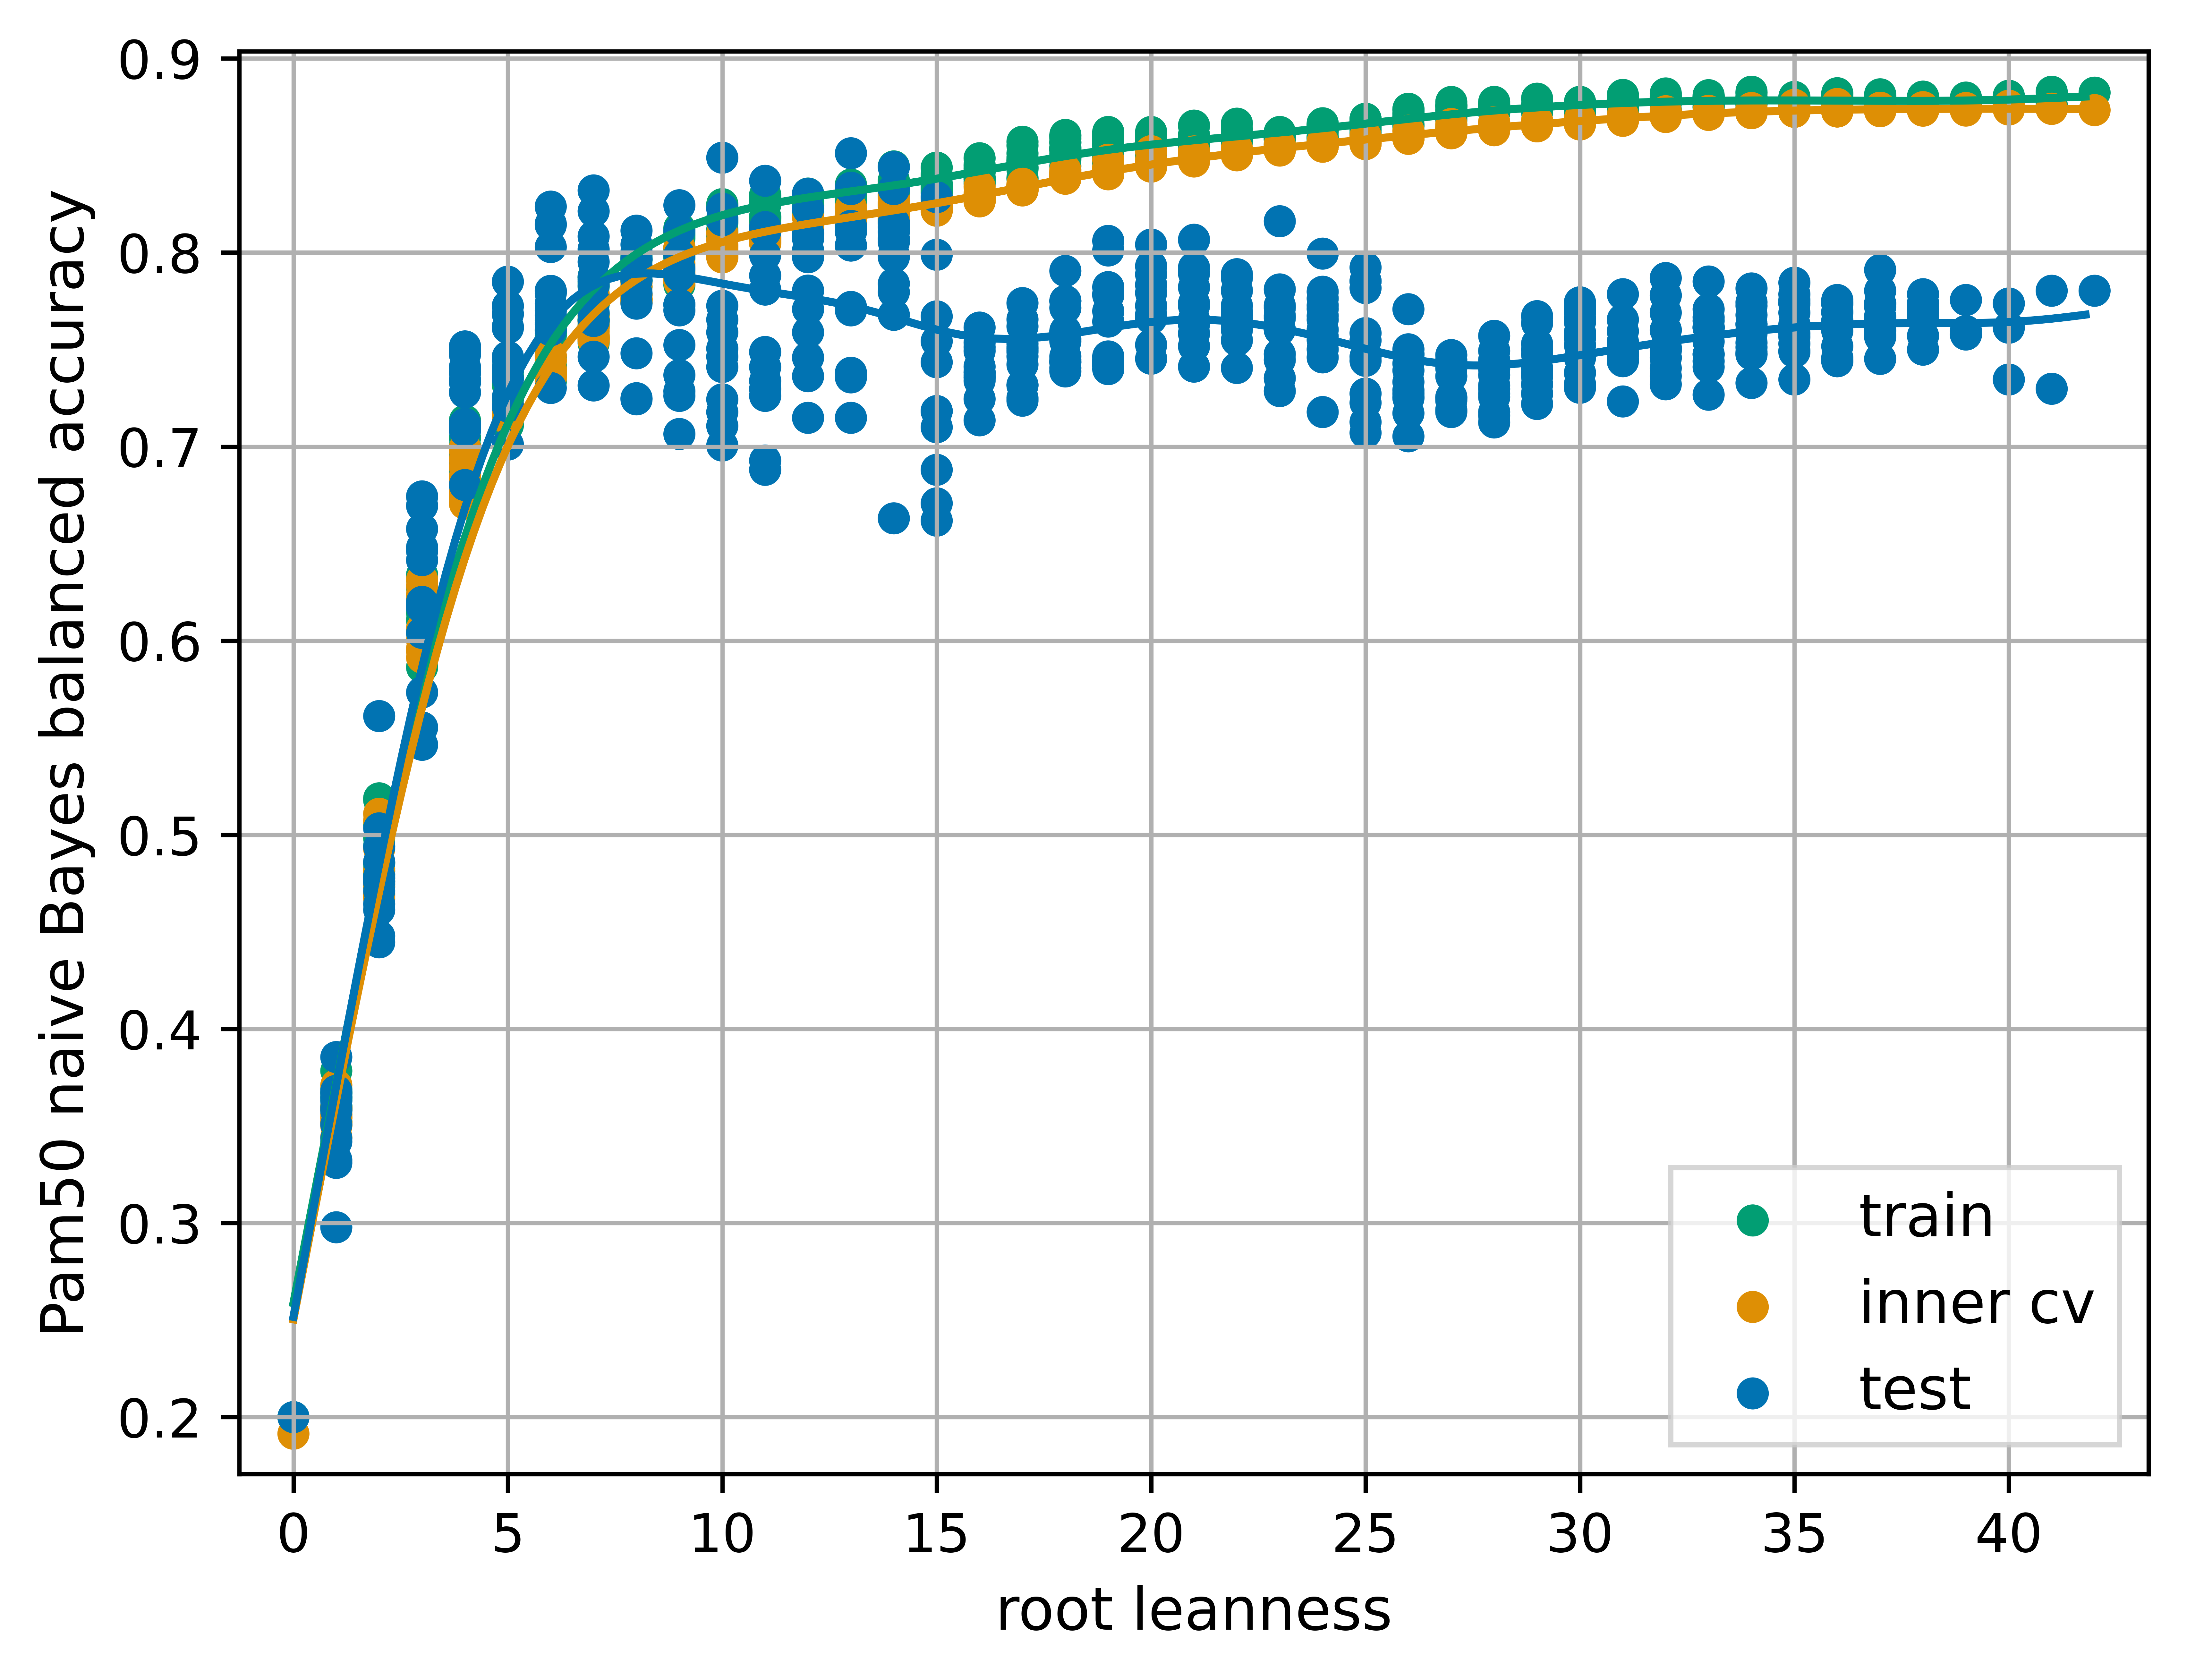 Pam50 naive Bayes balanced accuracy
0.9
0.8
0.7
0.6
0.5
0.4
0.3
0.2
0 5 10 15 20 25 30 35 40
root leanness
train
inner cv
test